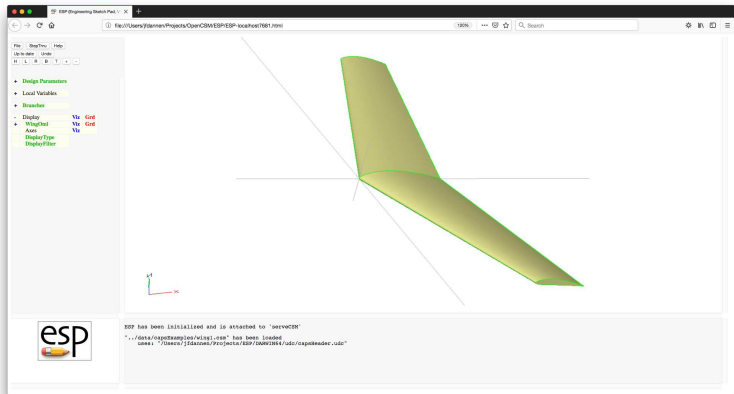 ESP (Engineering Sketch Pad, V
file:///Users/jfdannen/Projects/OpenCSM/ESP/ESP-localhost7681.html
100%
Search
File StepThru Help
Up to date Undo
H L R B T + -
+ Design Parameters
+ Local Variables
+ Branches
- Display Viz Grd
+ WingOml Viz Grd
Axes Viz
DisplayType
DisplayFilter
esp
ESP has been initialized and is attached to 'serveCSM'
"../data/capsExamples/wing1.csm" has been loaded
uses: "/Users/jfdannen/Projects/ESP/DARWIN64/udc/capsHeader.udc"